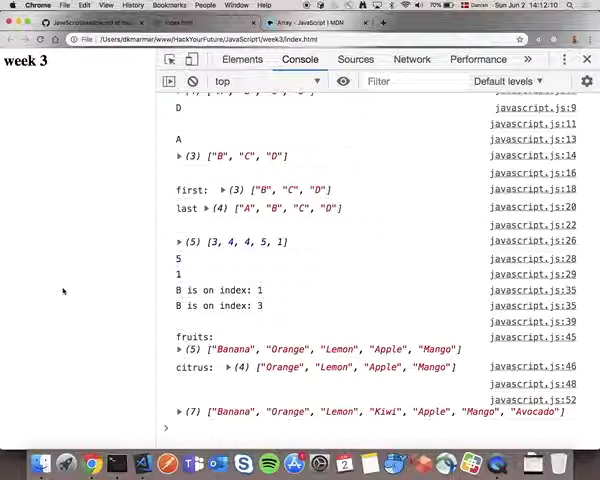 Chrome File Edit View History Bookmarks People Window Help 70% Danish Sun Jun 2 14:12:10
index.html
Array - JavaScript | MDN
File | /Users/dkmarmar/www/HackYourFuture/JavaScript1/week3/index.html
week 3
Elements Console Sources Network Performance »
top Filter Default levels ▼
D javascript.js:9
javascript.js:11
A javascript.js:13
▶ (3) ["B", "C", "D"] javascript.js:14
javascript.js:16
first: ▶ (3) ["B", "C", "D"] javascript.js:18
last ▶ (4) ["A", "B", "C", "D"] javascript.js:20
javascript.js:22
▶ (5) [3, 4, 4, 5, 1] javascript.js:26
5 javascript.js:28
1 javascript.js:29
B is on index: 1 javascript.js:35
B is on index: 3 javascript.js:35
javascript.js:39
fruits: javascript.js:45
▶ (5) ["Banana", "Orange", "Lemon", "Apple", "Mango"]
citrus: ▶ (4) ["Orange", "Lemon", "Apple", "Mango"] javascript.js:46
javascript.js:48
javascript.js:52
▶ (7) ["Banana", "Orange", "Lemon", "Kiwi", "Apple", "Mango", "Avocado"]
>